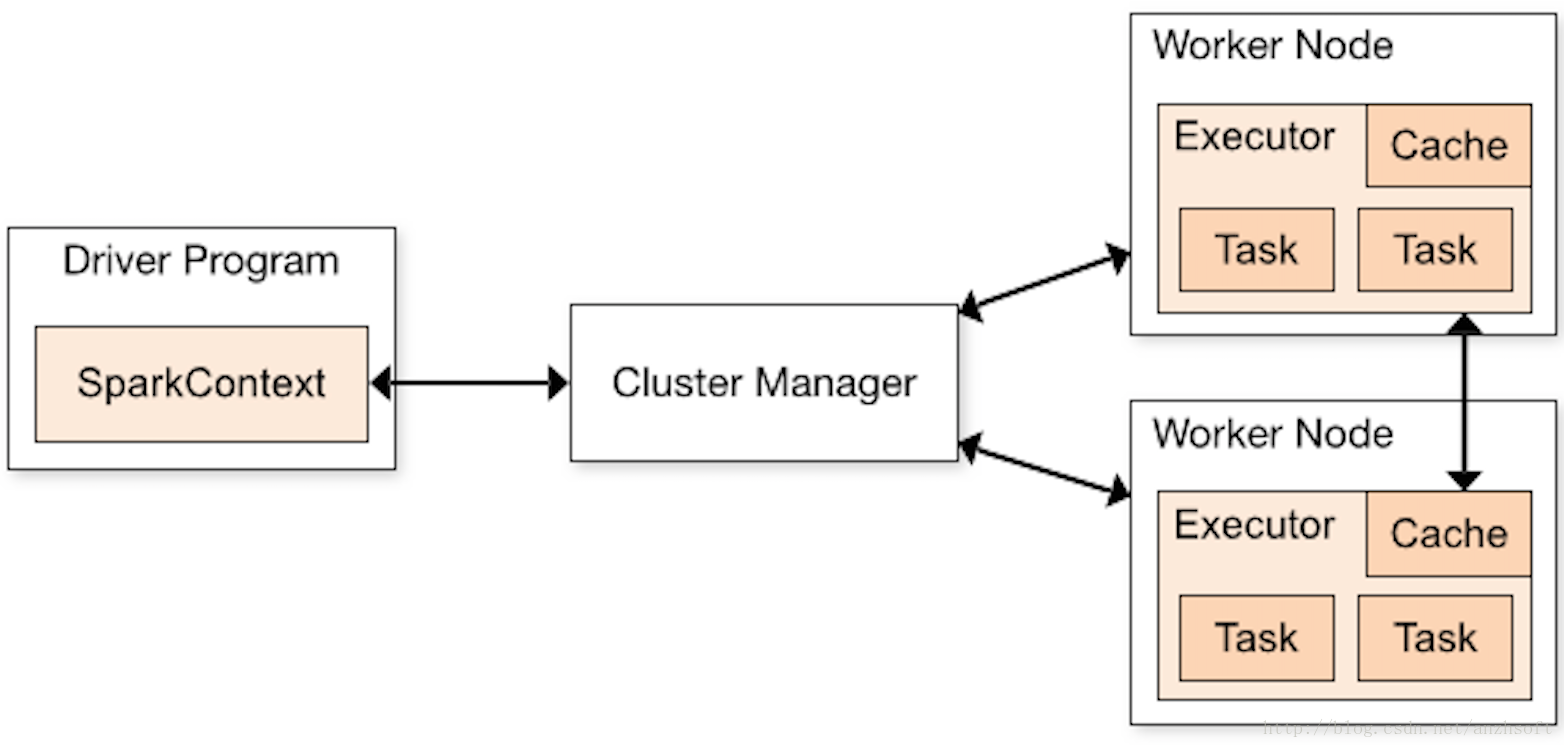 Driver Program
SparkContext
Cluster Manager
Worker Node
Executor
Cache
Task
Task
Worker Node
Executor
Cache
Task
Task
http://blog.csdn.net/anzhsoft